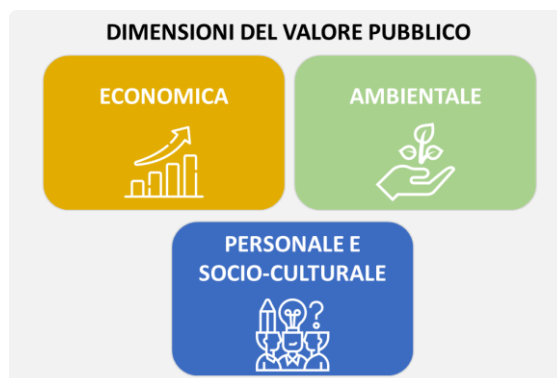 DIMENSIONI DEL VALORE PUBBLICO
ECONOMICA
AMBIENTALE
PERSONALE E
SOCIO-CULTURALE
?